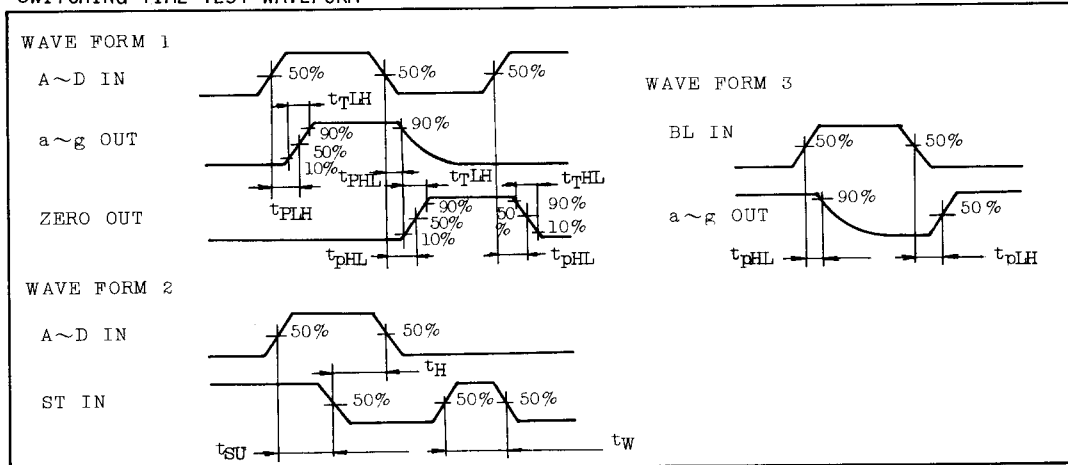 SWITCHING TIME TEST WAVEFORM
WAVE FORM 1
A~D IN
50%
50%
50%
tTLH
a~g OUT
90%
50%
10%
90%
tPLH
tPHL
tTLH
tTHL
ZERO OUT
90%
50%
10%
50
%
90%
10%
tpHL
tpHL
WAVE FORM 2
A~D IN
50%
50%
tH
ST IN
50%
50%
50%
tSU
tW
WAVE FORM 3
BL IN
50%
50%
a~g OUT
90%
50%
tpHL
tpLH